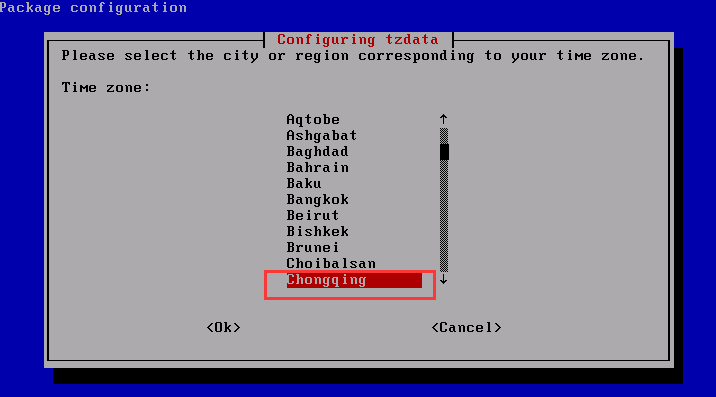 Package configuration
Configuring tzdata
Please select the city or region corresponding to your time zone.
Time zone:
Aqtobe
Ashgabat
Baghdad
Bahrain
Baku
Bangkok
Beirut
Bishkek
Brunei
Choibalsan
Chongqing
<Ok> <Cancel>